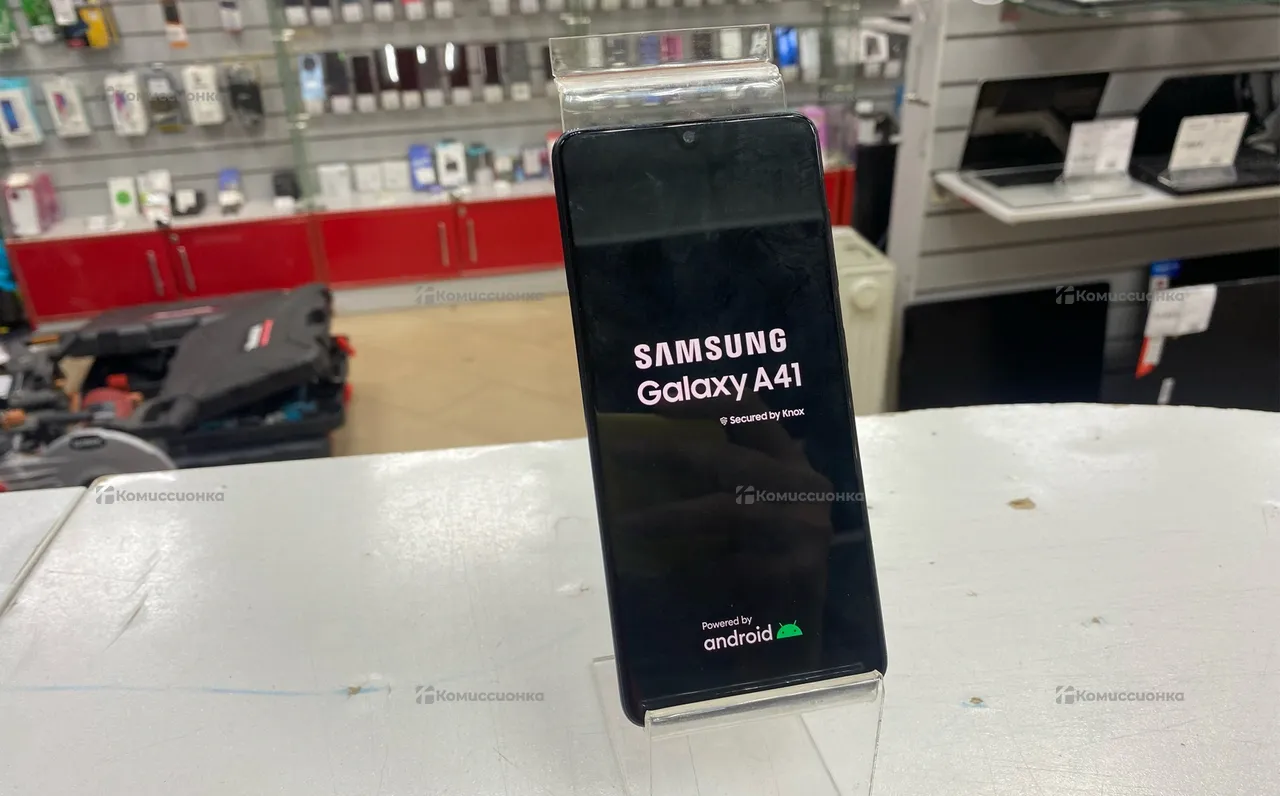 Комиссионка
Комиссионка
Комиссионка
SAMSUNG
Galaxy A41
Secured by Knox
Комиссионка
Комиссионка
Powered by
android
Комиссионка
Комиссионка